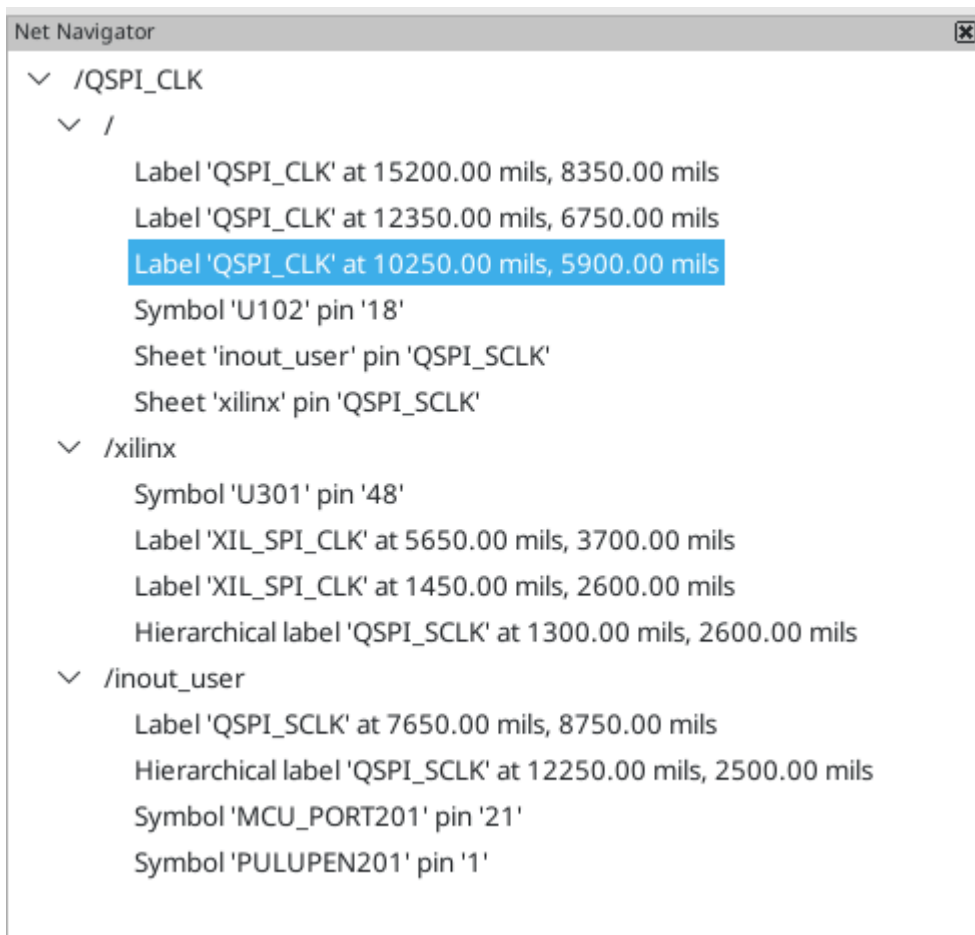 Net Navigator
/QSPI_CLK
/
Label 'QSPI_CLK' at 15200.00 mils, 8350.00 mils
Label 'QSPI_CLK' at 12350.00 mils, 6750.00 mils
Label 'QSPI_CLK' at 10250.00 mils, 5900.00 mils
Symbol 'U102' pin '18'
Sheet 'inout_user' pin 'QSPI_SCLK'
Sheet 'xilinx' pin 'QSPI_SCLK'
/xilinx
Symbol 'U301' pin '48'
Label 'XIL_SPI_CLK' at 5650.00 mils, 3700.00 mils
Label 'XIL_SPI_CLK' at 1450.00 mils, 2600.00 mils
Hierarchical label 'QSPI_SCLK' at 1300.00 mils, 2600.00 mils
/inout_user
Label 'QSPI_SCLK' at 7650.00 mils, 8750.00 mils
Hierarchical label 'QSPI_SCLK' at 12250.00 mils, 2500.00 mils
Symbol 'MCU_PORT201' pin '21'
Symbol 'PULUPEN201' pin '1'